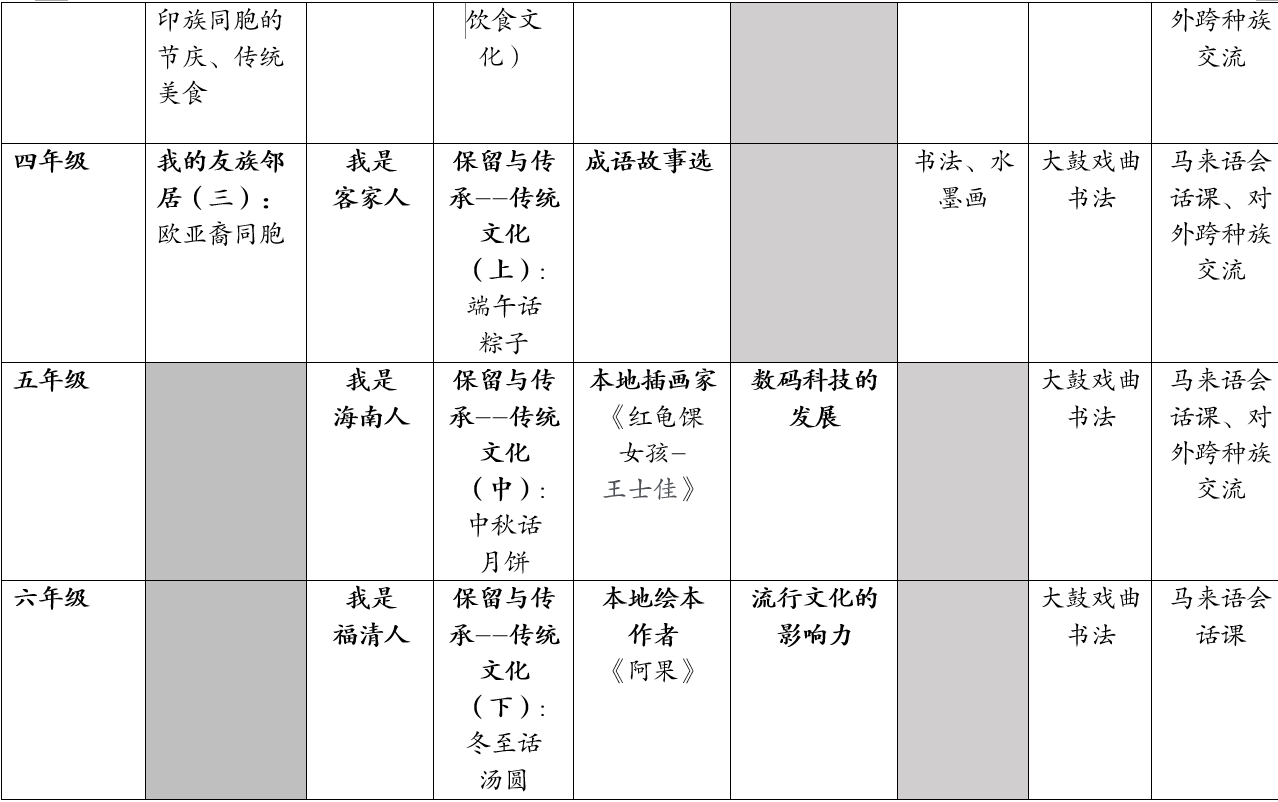 印族同胞的
节庆、传统
美食
饮食文
化）
外跨种族
交流
四年级
我的友族邻
居（三）：
欧亚裔同胞
我是
客家人
保留与传
承——传统
文化
（上）：
端午话
粽子
成语故事选
书法、水
墨画
大鼓戏曲
书法
马来语会
话课、对
外跨种族
交流
五年级
我是
海南人
保留与传
承——传统
文化
（中）：
中秋话
月饼
本地插画家
《红龟馃
女孩-
王士佳》
数码科技的
发展
大鼓戏曲
书法
马来语会
话课、对
外跨种族
交流
六年级
我是
福清人
保留与传
承——传统
文化
（下）：
冬至话
汤圆
本地绘本
作者
《阿果》
流行文化的
影响力
大鼓戏曲
书法
马来语会
话课